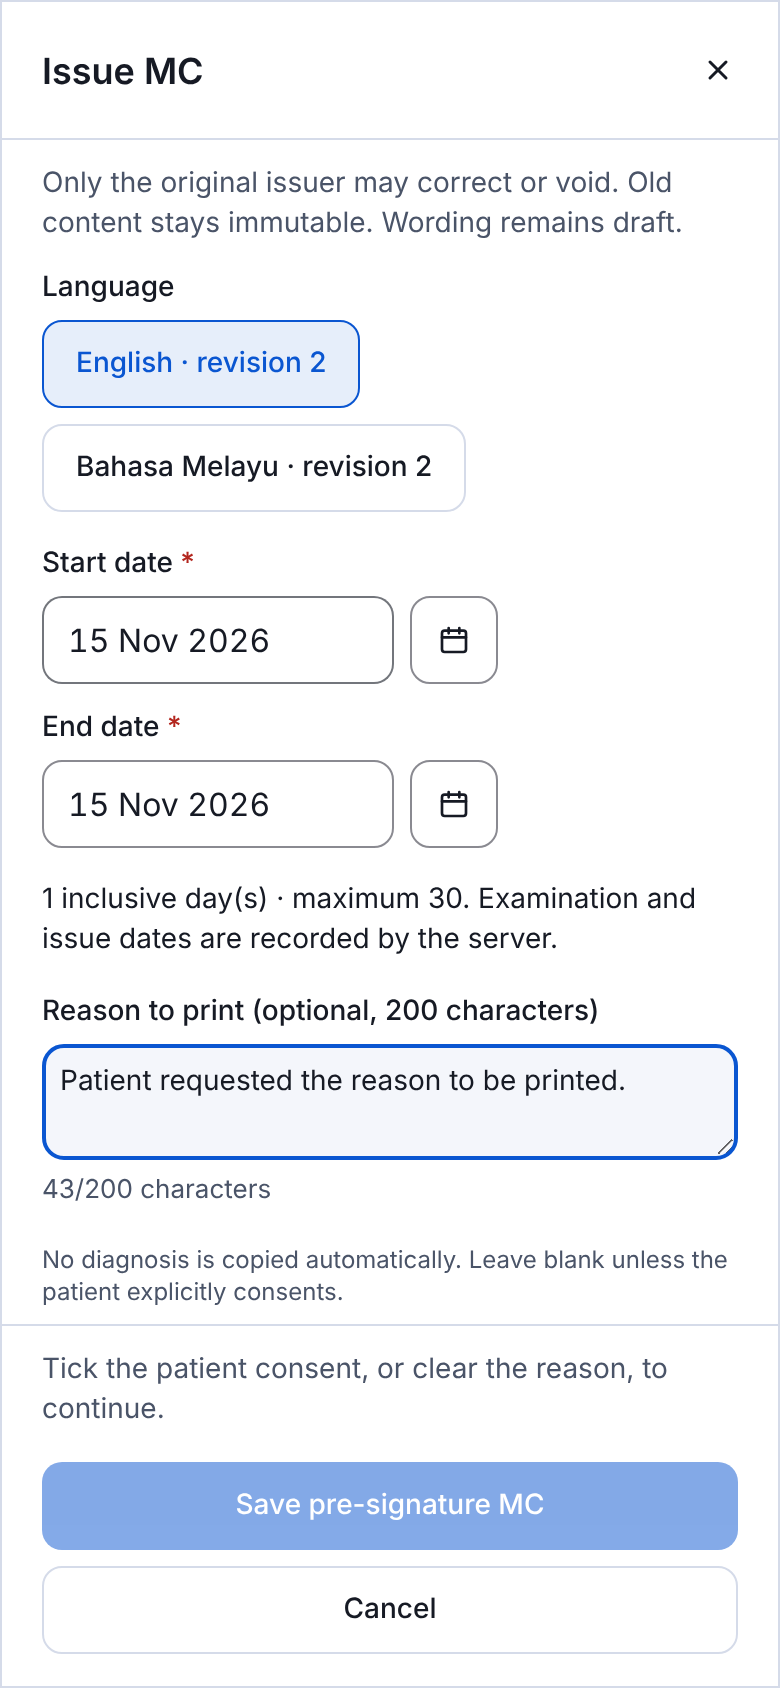 Issue MC
Only the original issuer may correct or void. Old
content stays immutable. Wording remains draft.
Language
English · revision 2
Bahasa Melayu · revision 2
Start date *
15 Nov 2026
End date *
15 Nov 2026
1 inclusive day(s) · maximum 30. Examination and
issue dates are recorded by the server.
Reason to print (optional, 200 characters)
Patient requested the reason to be printed.
43/200 characters
No diagnosis is copied automatically. Leave blank unless the
patient explicitly consents.
Tick the patient consent, or clear the reason, to
continue.
Save pre-signature MC
Cancel